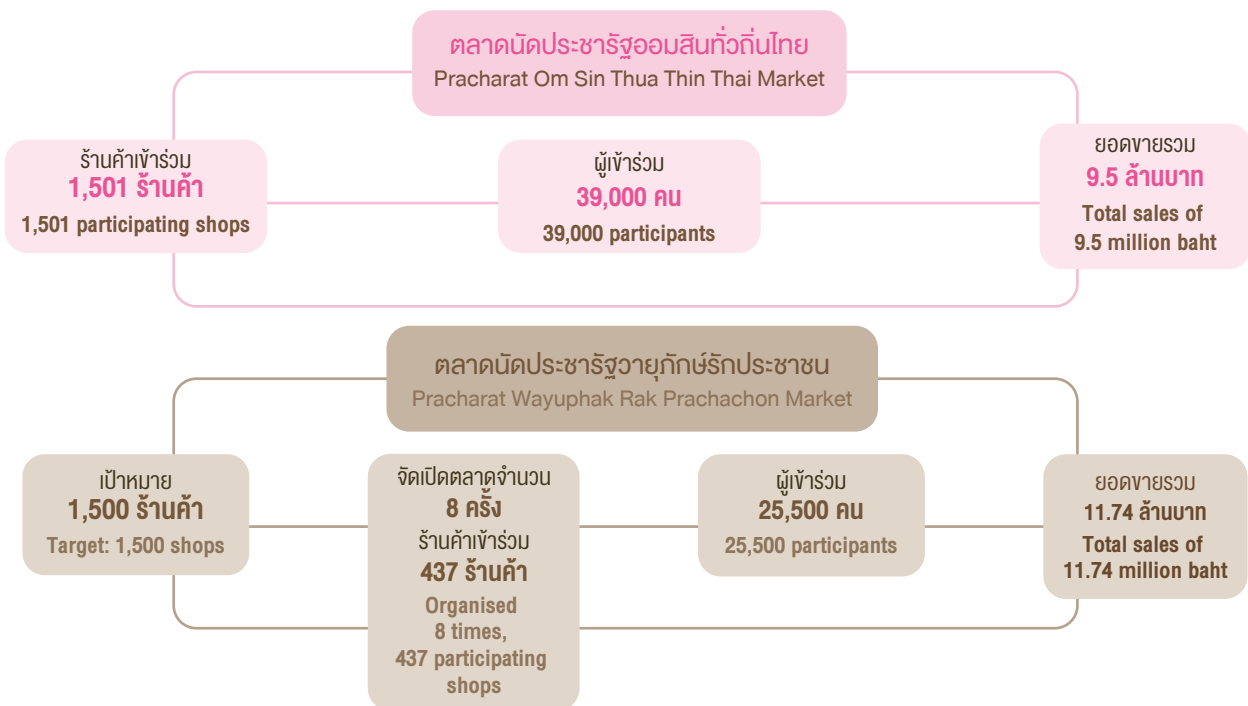 ตลาดนัดประชารัฐออมสินทั่วถิ่นไทย
Pracharat Om Sin Thua Thin Thai Market
ร้านค้าเข้าร่วม
1,501 ร้านค้า
1,501 participating shops
ผู้เข้าร่วม
39,000 คน
39,000 participants
ยอดขายรวม
9.5 ล้านบาท
Total sales of
9.5 million baht
ตลาดนัดประชารัฐวายุภักษ์รักประชาชน
Pracharat Wayuphak Rak Prachachon Market
เป้าหมาย
1,500 ร้านค้า
Target: 1,500 shops
จัดเปิดตลาดจำนวน
8 ครั้ง
ร้านค้าเข้าร่วม
437 ร้านค้า
Organised
8 times,
437 participating
shops
ผู้เข้าร่วม
25,500 คน
25,500 participants
ยอดขายรวม
11.74 ล้านบาท
Total sales of
11.74 million baht